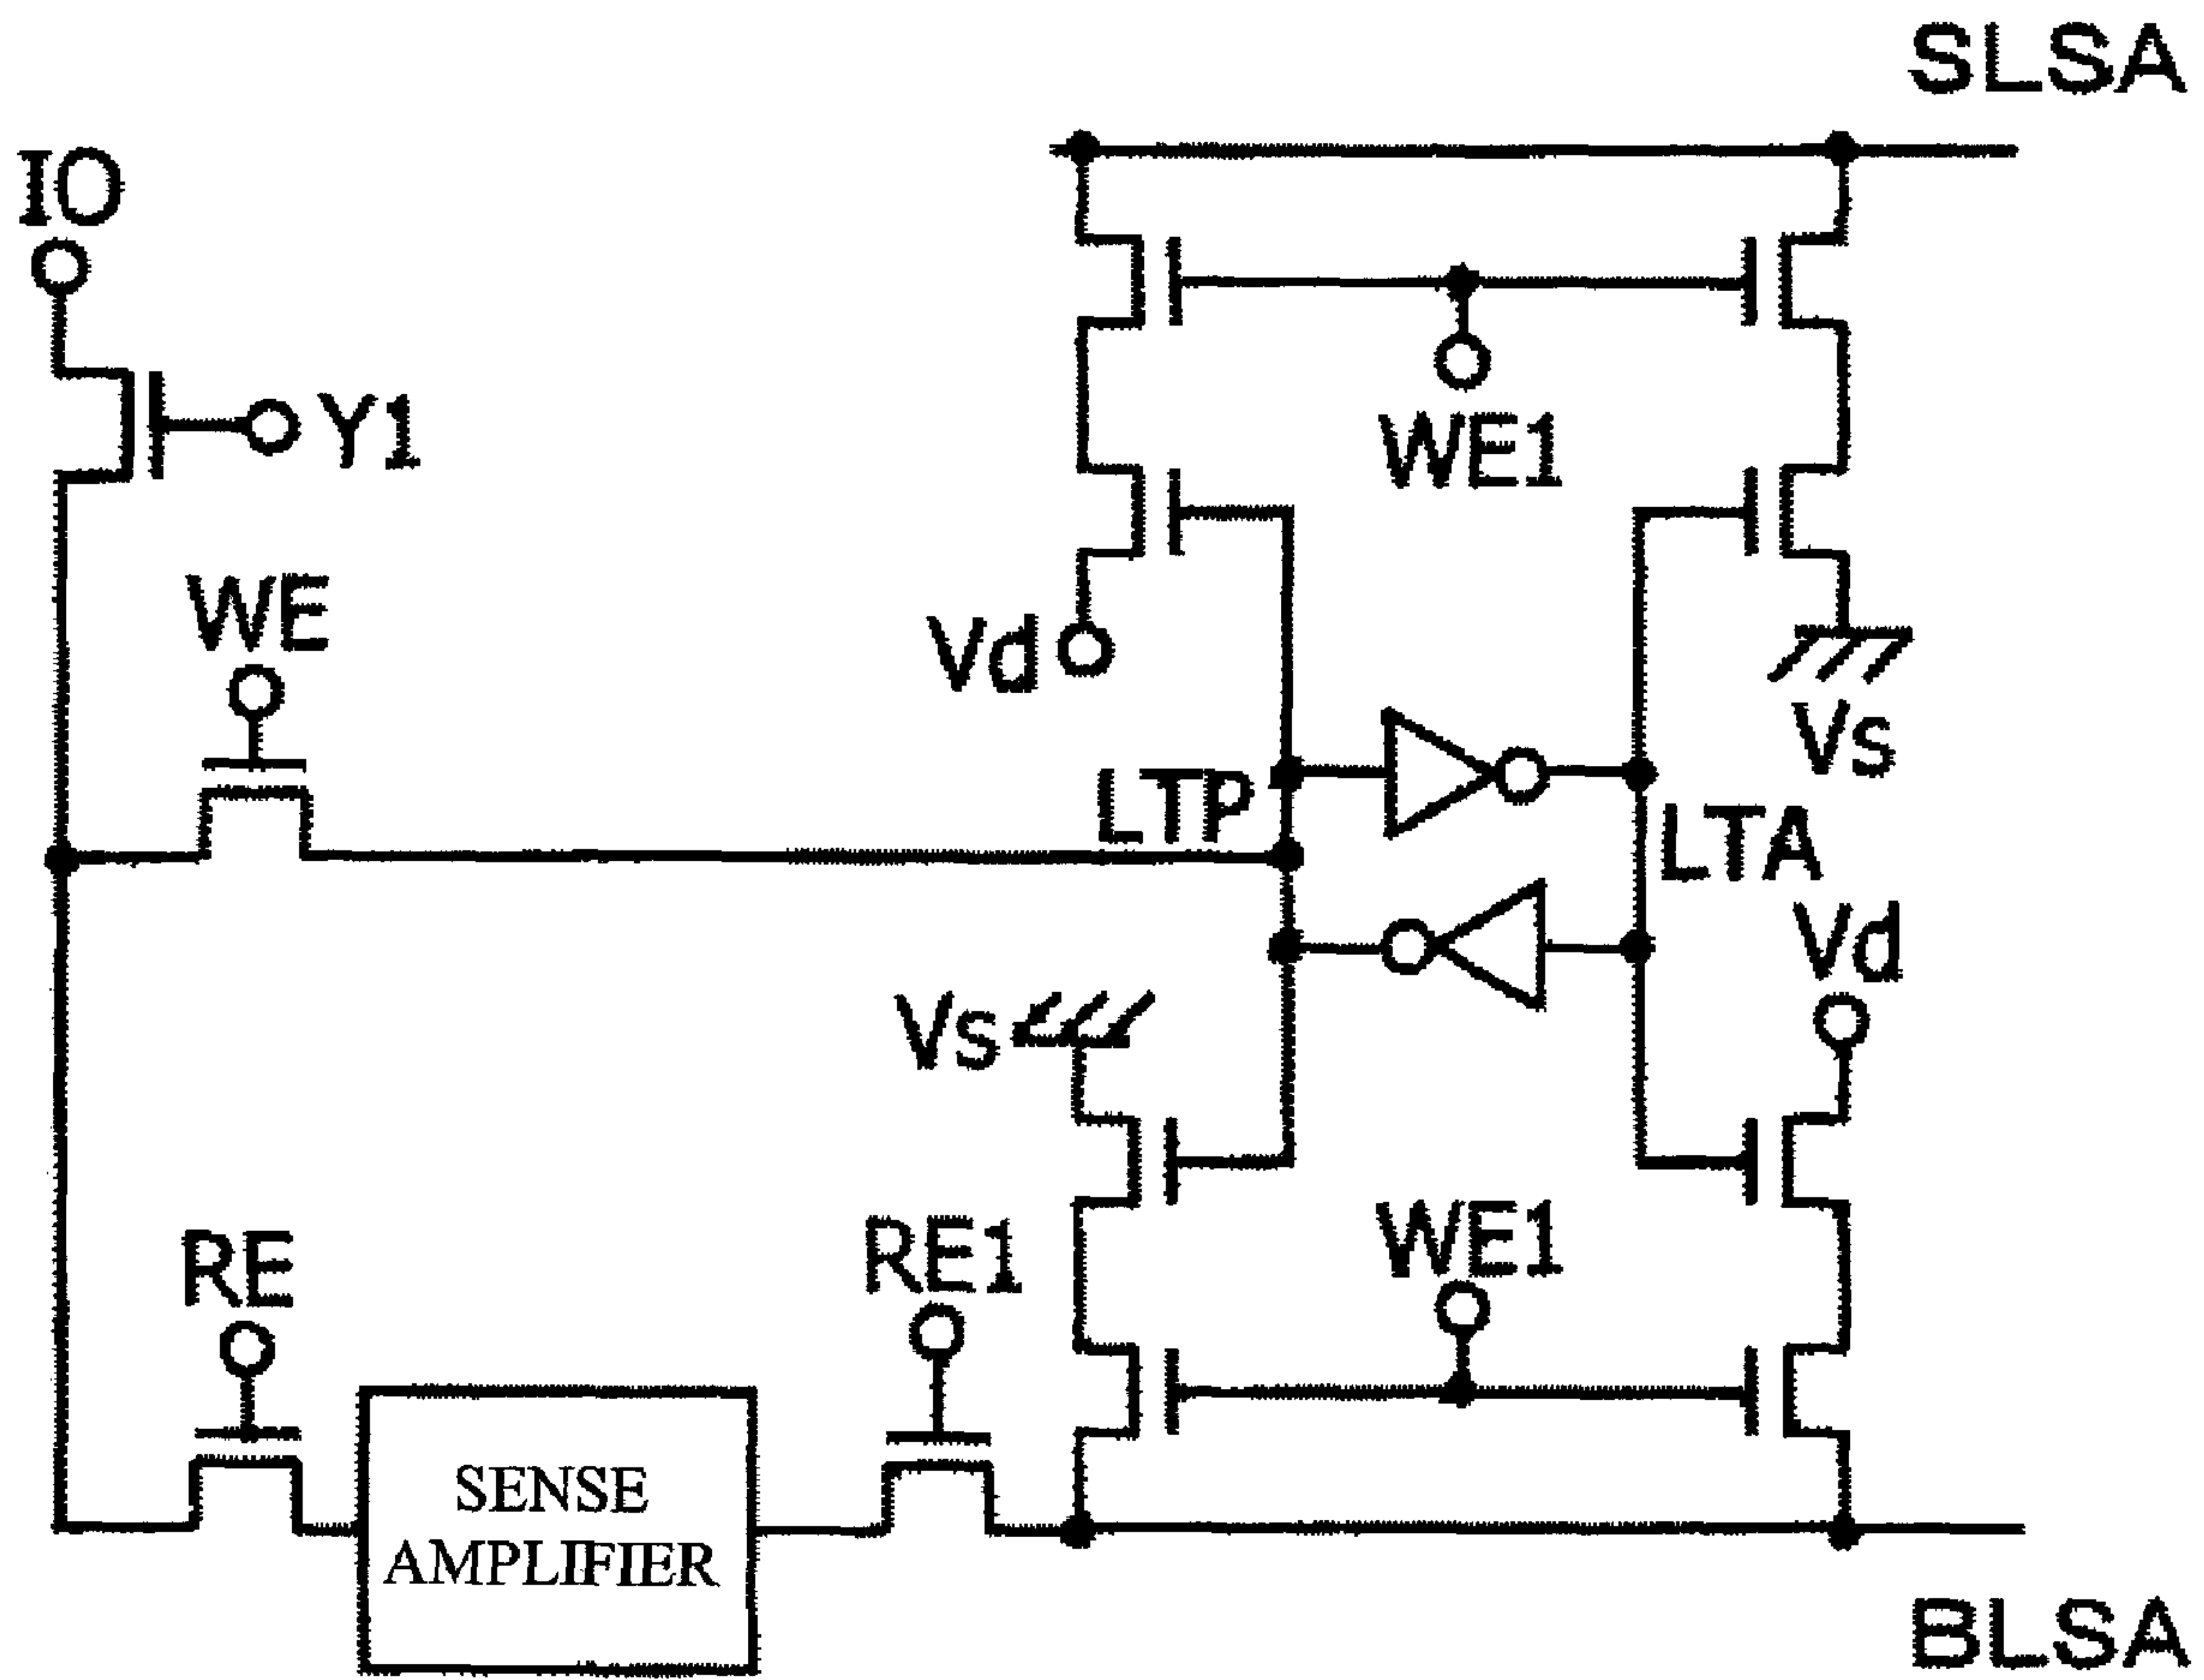 SLSA
IO
Y1
WE1
WE
Vd
Vs
LTP
LTA
Vd
Vs
RE
RE1
WE1
SENSE
AMPLIFIER
BLSA